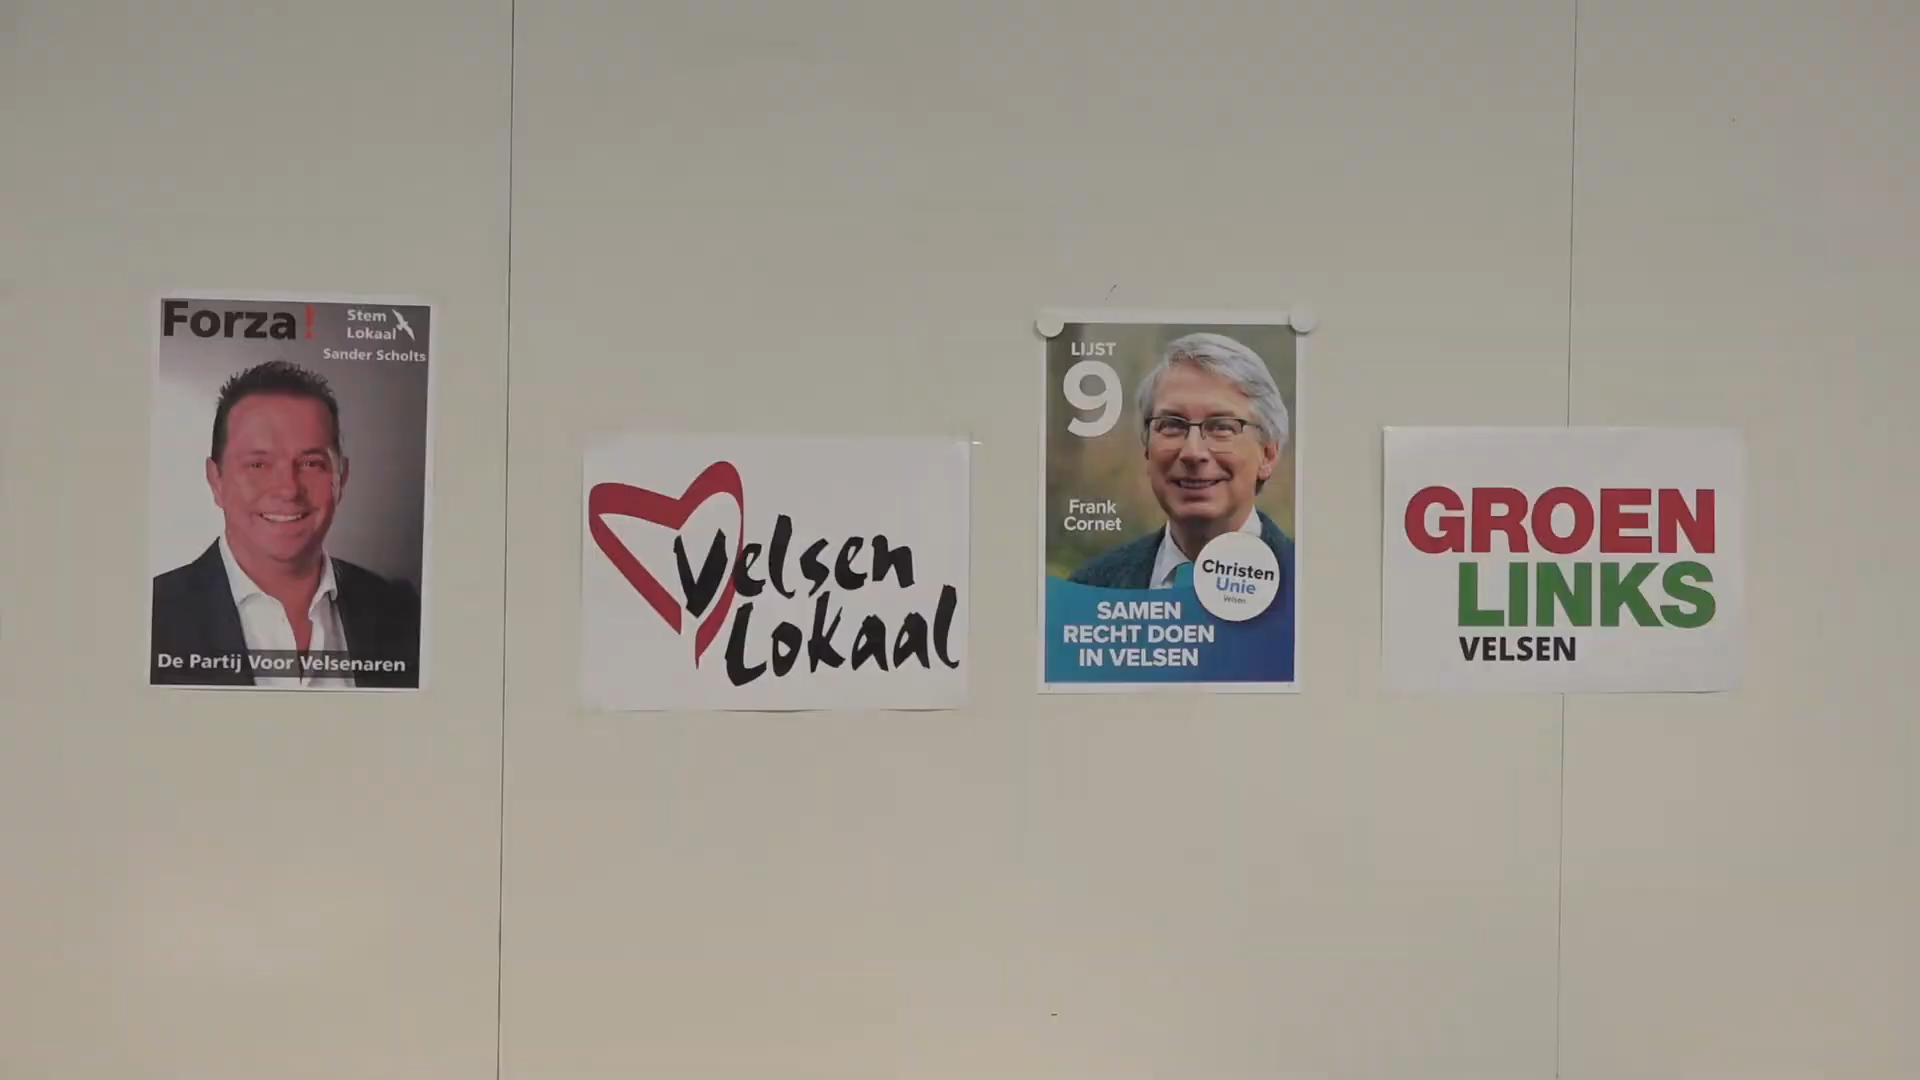 Forza!
Stem
Lokaal
Sander Scholts
De Partij Voor Velsenaren
Velsen
Lokaal
LIJST
9
Frank
Cornet
Christen
Unie
Velsen
SAMEN
RECHT DOEN
IN VELSEN
GROEN
LINKS
VELSEN